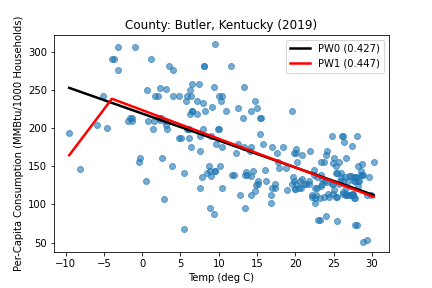 County: Butler, Kentucky (2019)
Per-Capita Consumption (MMBtu/1000 Households)
300
250
200
150
100
50
PW0 (0.427)
PW1 (0.447)
−10 −5 0 5 10 15 20 25 30
Temp (deg C)